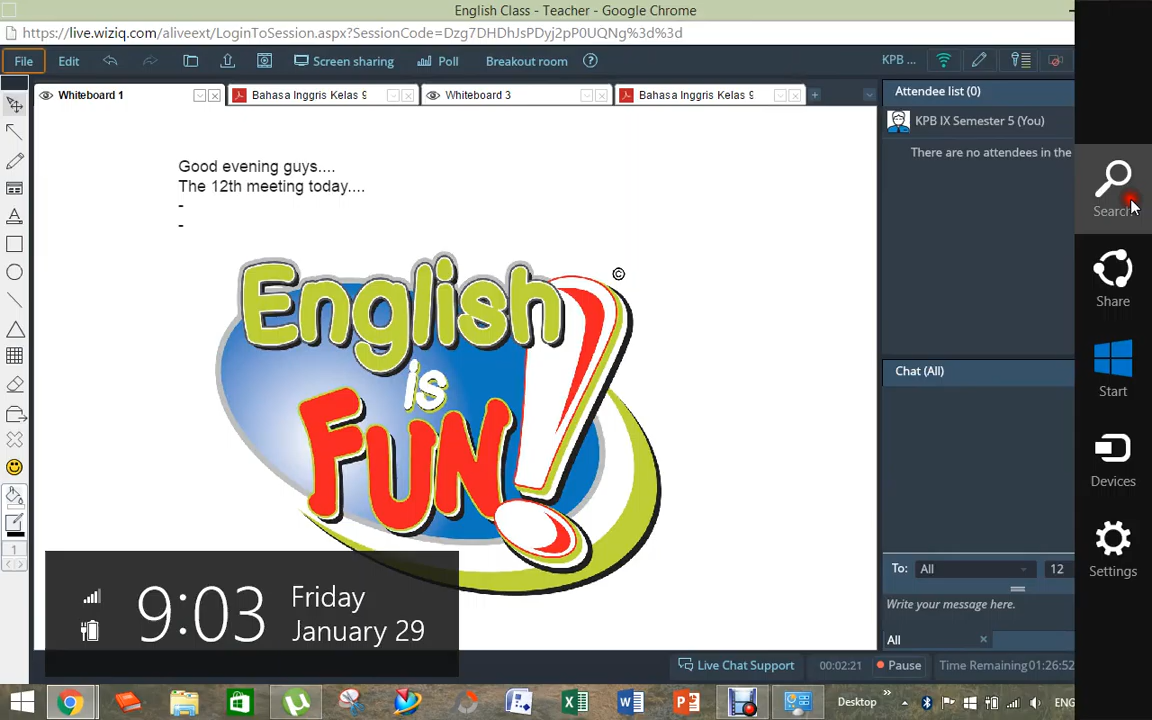 English Class - Teacher - Google Chrome
https://live.wiziq.com/aliveext/LoginToSession.aspx?SessionCode=Dzg7DHDhJsPDyj2pP0UQNg%3d%3d
File Edit Screen sharing Poll Breakout room KPB ...
Whiteboard 1 Bahasa Inggris Kelas 9 Whiteboard 3 Bahasa Inggris Kelas 9
Attendee list (0)
KPB IX Semester 5 (You)
There are no attendees in the
Good evening guys....
The 12th meeting today....
-
-
English
is
FUN!
©
Search
Share
Start
Devices
Settings
Chat (All)
To: All 12
Write your message here.
All
1
9:03
Friday
January 29
Live Chat Support 00:02:21 Pause Time Remaining 01:26:52
Desktop ENG